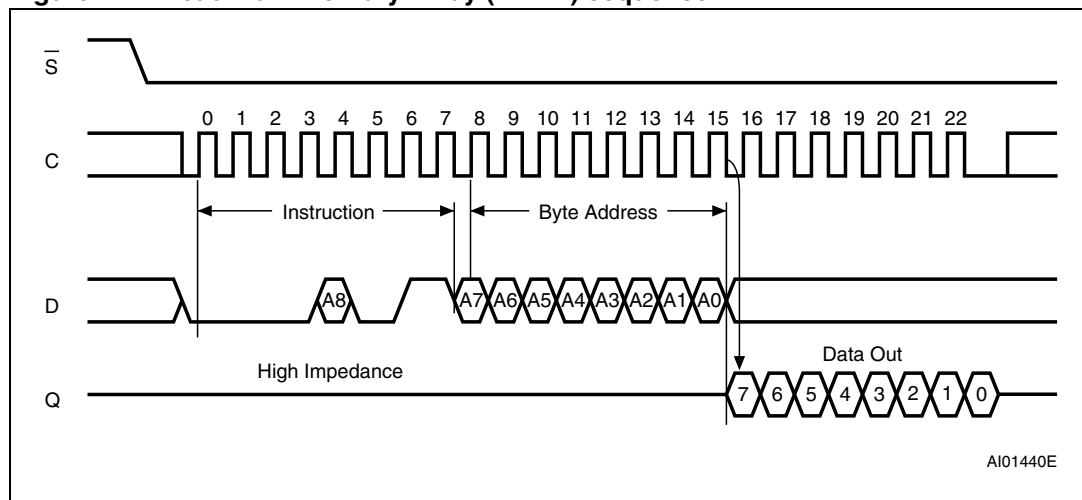 S
0 1 2 3 4 5 6 7 8 9 10 11 12 13 14 15 16 17 18 19 20 21 22
C
Instruction Byte Address
D A8 A7 A6 A5 A4 A3 A2 A1 A0
High Impedance Data Out
Q 7 6 5 4 3 2 1 0
AI01440E